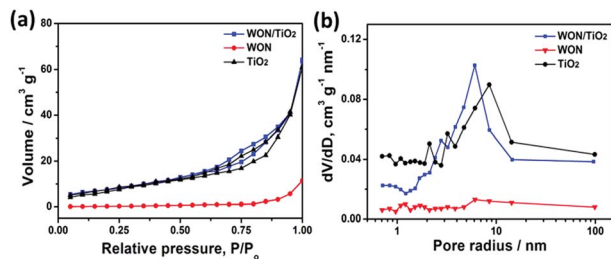 (a)
80
60
40
20
0
Volume / cm³ g⁻¹
WON/TiO₂
WON
TiO₂
0.00 0.25 0.50 0.75 1.00
Relative pressure, P/Pₒ
(b)
0.12
0.08
0.04
0.00
dV/dD, cm³ g⁻¹ nm⁻¹
WON/TiO₂
WON
TiO₂
1 10 100
Pore radius / nm